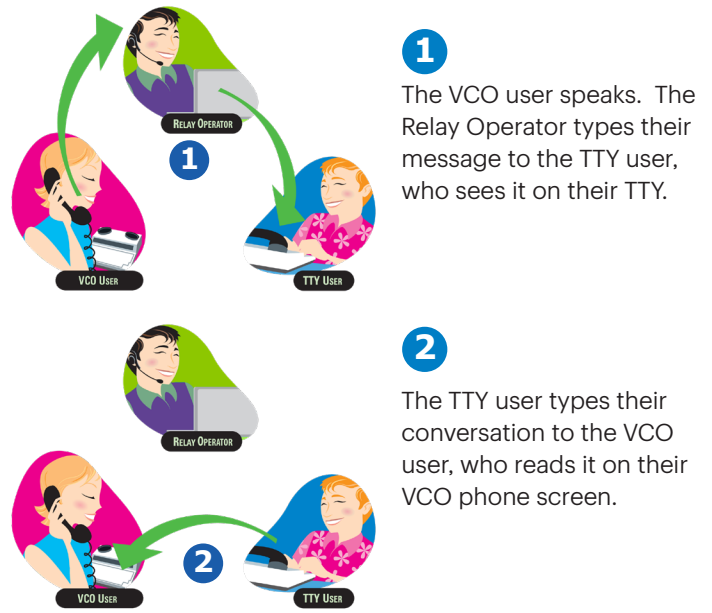 RELAY OPERATOR
1
VCO USER
TTY USER
1
The VCO user speaks.  The
Relay Operator types their
message to the TTY user,
who sees it on their TTY.
RELAY OPERATOR
2
VCO USER
TTY USER
2
The TTY user types their
conversation to the VCO
user, who reads it on their
VCO phone screen.